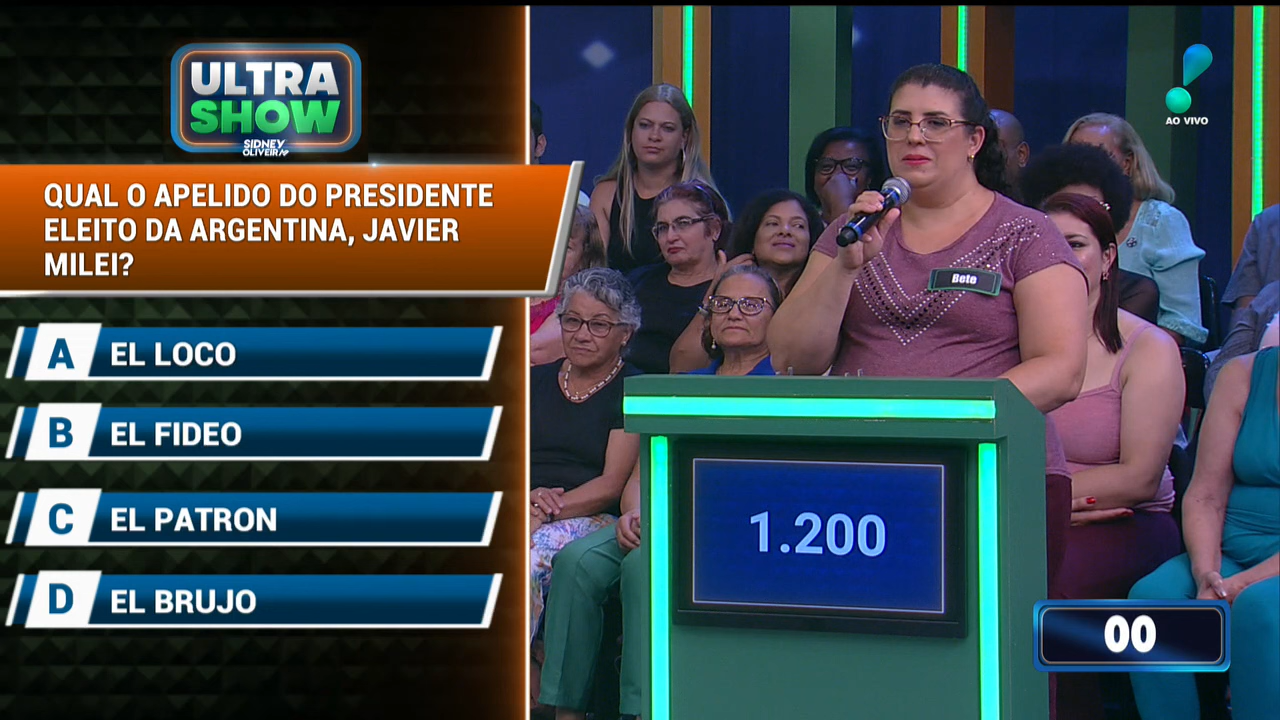 ULTRA
SHOW
SIDNEY
OLIVEIRA
QUAL O APELIDO DO PRESIDENTE
ELEITO DA ARGENTINA, JAVIER
MILEI?
A EL LOCO
B EL FIDEO
C EL PATRON
D EL BRUJO
AO VIVO
Bete
1.200
00